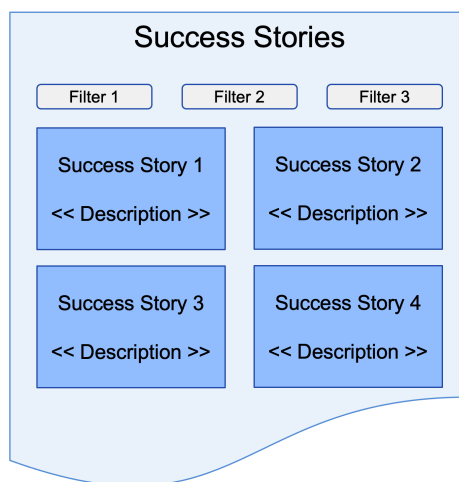 Success Stories
Filter 1
Filter 2
Filter 3
Success Story 1
<< Description >>
Success Story 2
<< Description >>
Success Story 3
<< Description >>
Success Story 4
<< Description >>